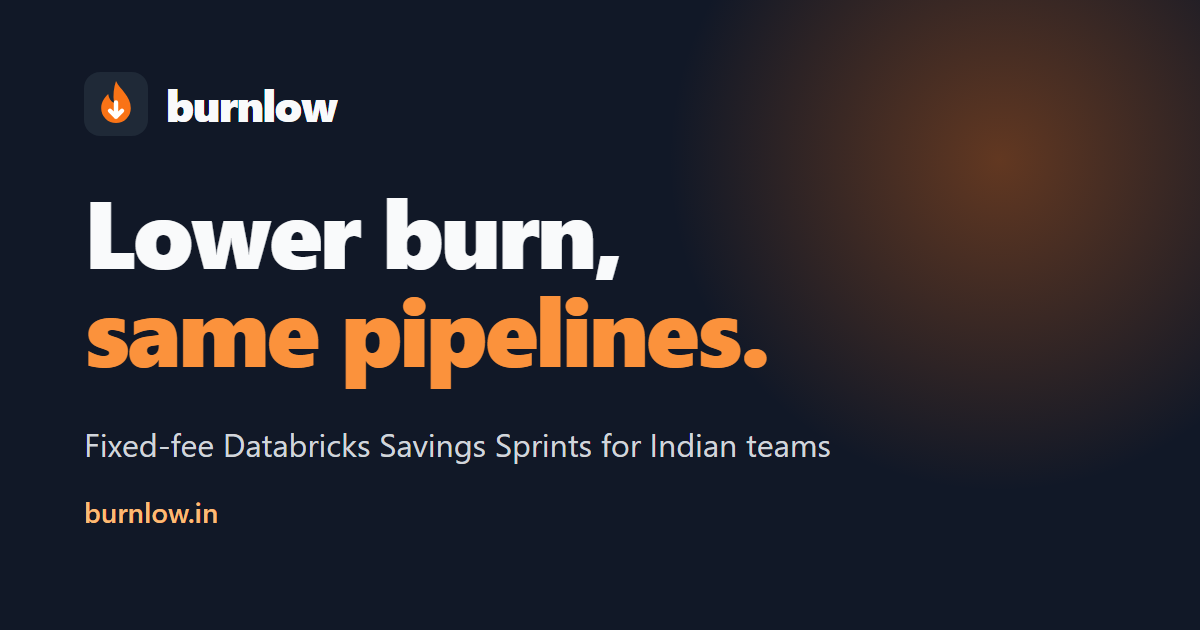 burnlow
Lower burn,
same pipelines.
Fixed-fee Databricks Savings Sprints for Indian teams
burnlow.in